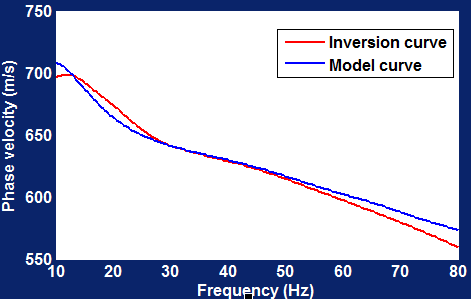 750
700
650
600
550
Phase velocity (m/s)
Inversion curve
Model curve
10 20 30 40 50 60 70 80
Frequency (Hz)